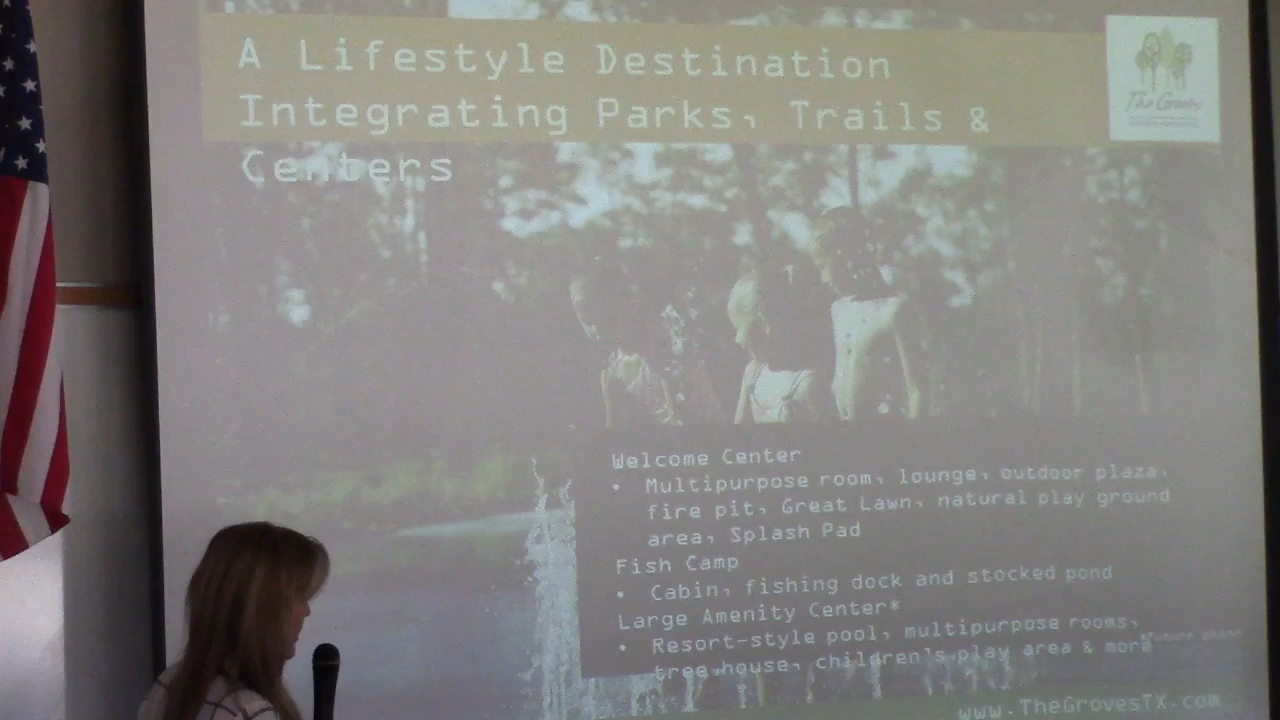 A Lifestyle Destination
Integrating Parks, Trails &
Centers
The Groves
Welcome Center
• Multipurpose room, lounge, outdoor plaza,
fire pit, Great Lawn, natural play ground
area, Splash Pad
Fish Camp
• Cabin, fishing dock and stocked pond
Large Amenity Center*
• Resort-style pool, multipurpose rooms,
tree house, children's play area & more
*future phase
www.TheGrovesTX.com